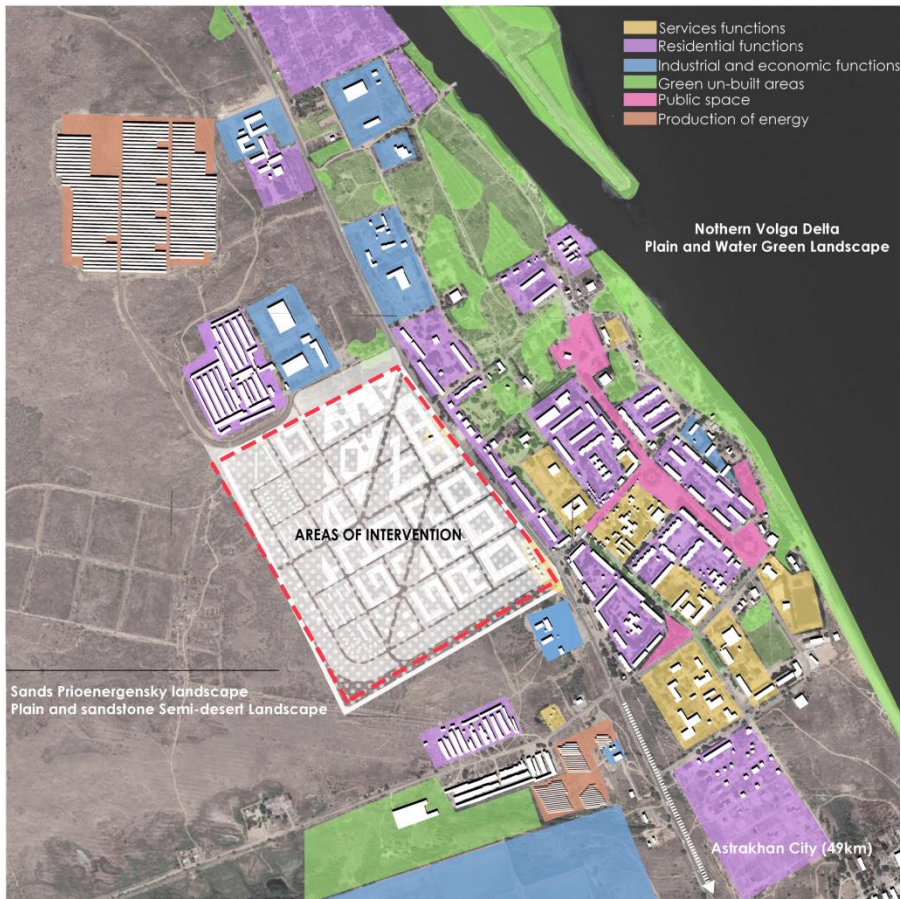 Services functions
Residential functions
Industrial and economic functions
Green un-built areas
Public space
Production of energy
Nothern Volga Delta
Plain and Water Green Landscape
AREAS OF INTERVENTION
Sands Prioenergensky landscape
Plain and sandstone Semi-desert Landscape
Astrakhan City (49km)